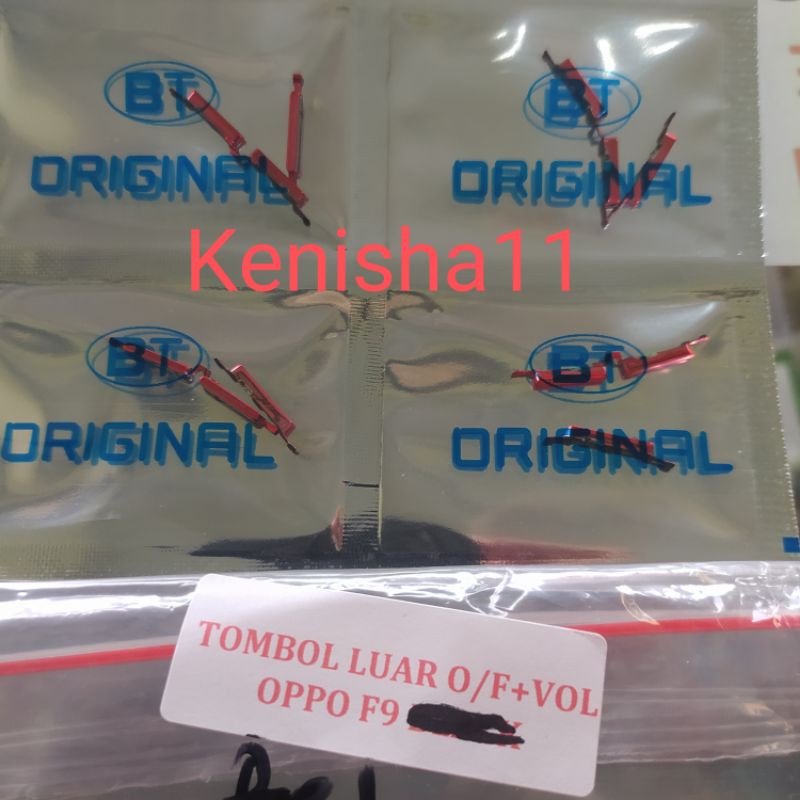 BT
ORIGINAL
BT
ORIGINAL
Kenisha11
BT
ORIGINAL
BT
ORIGINAL
TOMBOL LUAR O/F+VOL
OPPO F9